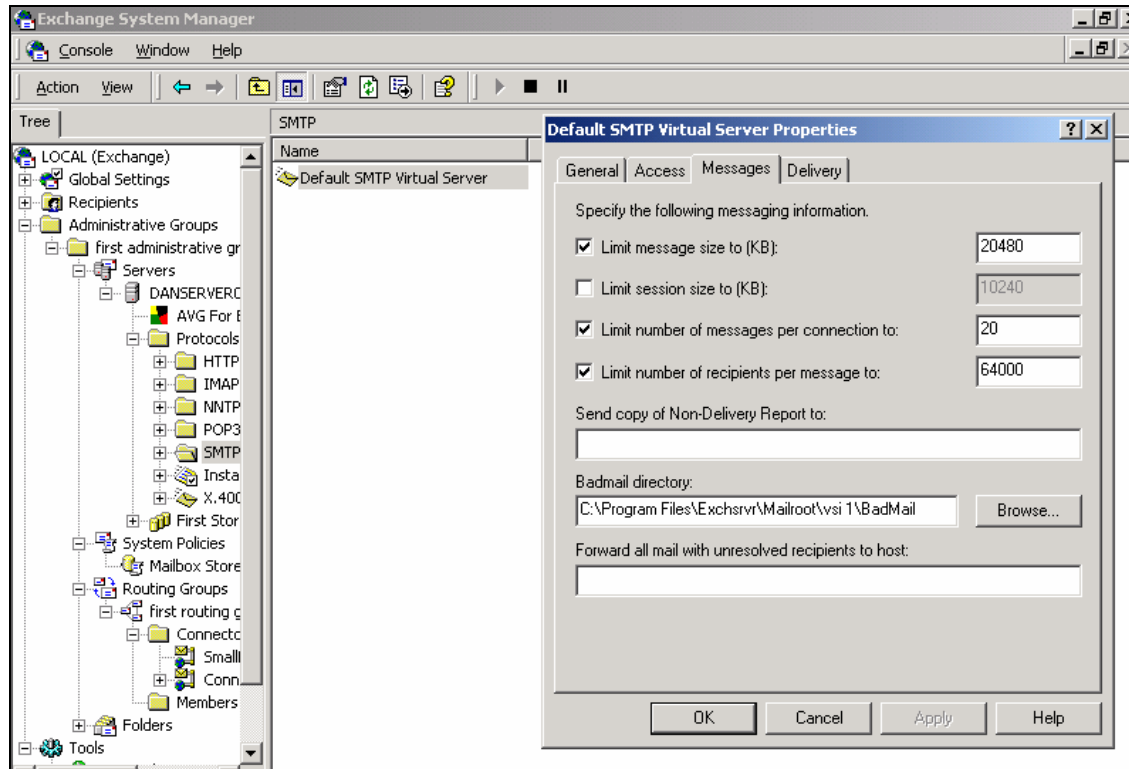 Exchange System Manager
Console Window Help
Action View
Tree
LOCAL (Exchange)
Global Settings
Recipients
Administrative Groups
first administrative gr
Servers
DANSERVERC
AVG For E
Protocols
HTTP
IMAP
NNTP
POP3
SMTP
Insta
X.400
First Stor
System Policies
Mailbox Store
Routing Groups
first routing g
Connecto
Small
Conn
Members
Folders
Tools
SMTP
Name
Default SMTP Virtual Server
Default SMTP Virtual Server Properties
General Access Messages Delivery
Specify the following messaging information.
Limit message size to (KB): 20480
Limit session size to (KB): 10240
Limit number of messages per connection to: 20
Limit number of recipients per message to: 64000
Send copy of Non-Delivery Report to:
Badmail directory:
C:\Program Files\Exchsrvr\Mailroot\vsi 1\BadMail Browse...
Forward all mail with unresolved recipients to host:
OK Cancel Apply Help